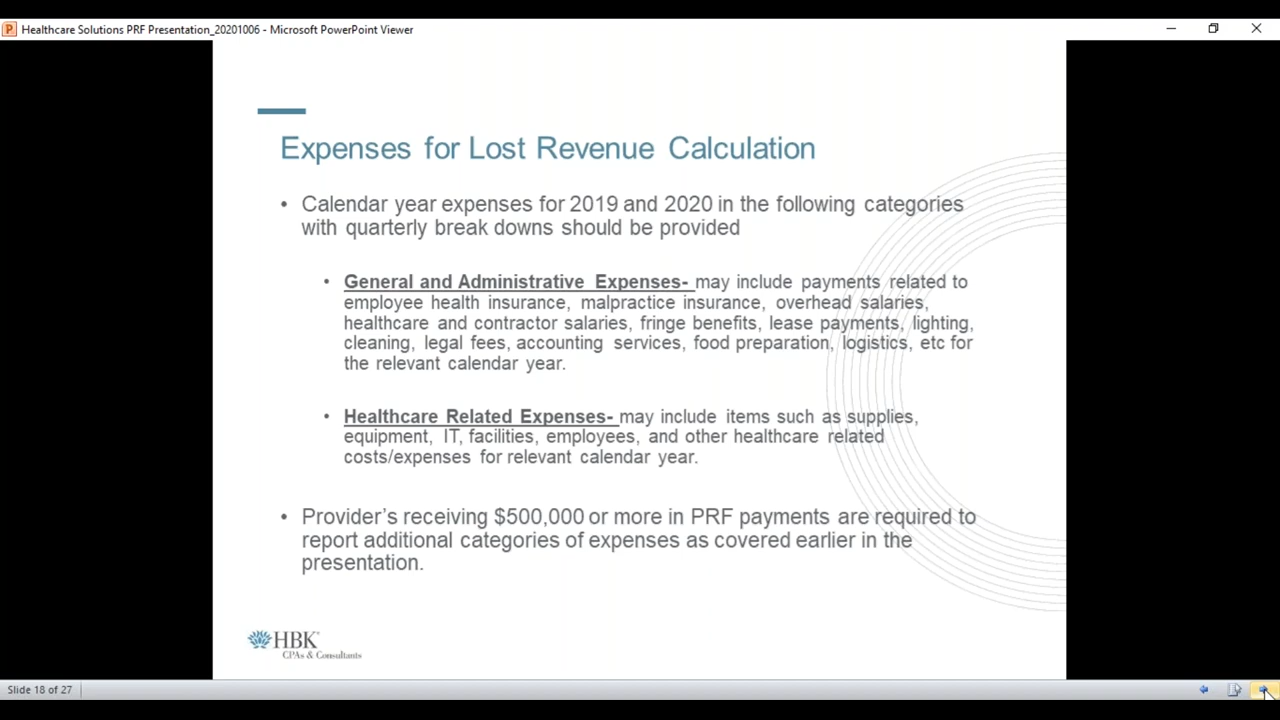 Healthcare Solutions PRF Presentation_20201006 - Microsoft PowerPoint Viewer
Expenses for Lost Revenue Calculation
• Calendar year expenses for 2019 and 2020 in the following categories
with quarterly break downs should be provided
• General and Administrative Expenses- may include payments related to
employee health insurance, malpractice insurance, overhead salaries,
healthcare and contractor salaries, fringe benefits, lease payments, lighting,
cleaning, legal fees, accounting services, food preparation, logistics, etc for
the relevant calendar year.
• Healthcare Related Expenses- may include items such as supplies,
equipment, IT, facilities, employees, and other healthcare related
costs/expenses for relevant calendar year.
• Provider’s receiving $500,000 or more in PRF payments are required to
report additional categories of expenses as covered earlier in the
presentation.
HBK
CPAs & Consultants
Slide 18 of 27